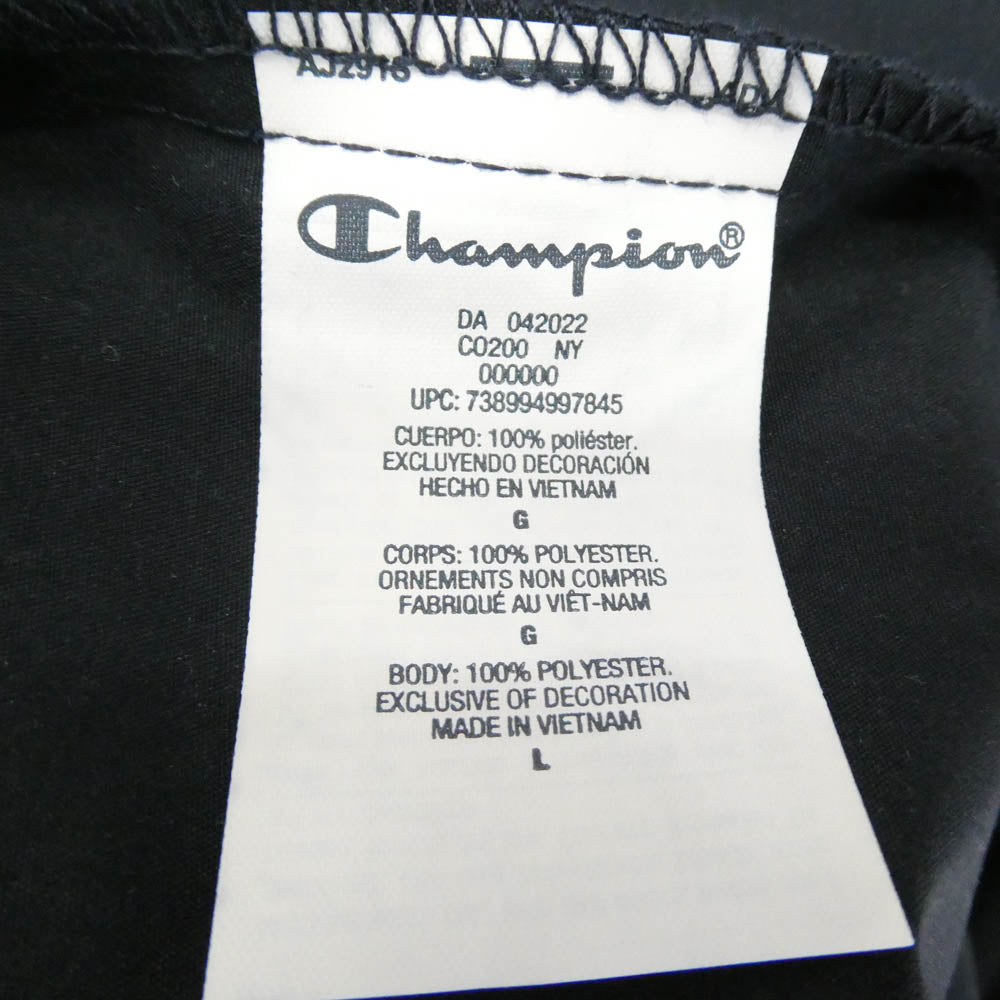 Champion®
DA 042022
CO200 NY
000000
UPC: 738994997845
CUERPO: 100% poliéster.
EXCLUYENDO DECORACIÓN
HECHO EN VIETNAM
G
CORPS: 100% POLYESTER.
ORNEMENTS NON COMPRIS
FABRIQUÉ AU VIÊT-NAM
G
BODY: 100% POLYESTER.
EXCLUSIVE OF DECORATION
MADE IN VIETNAM
L